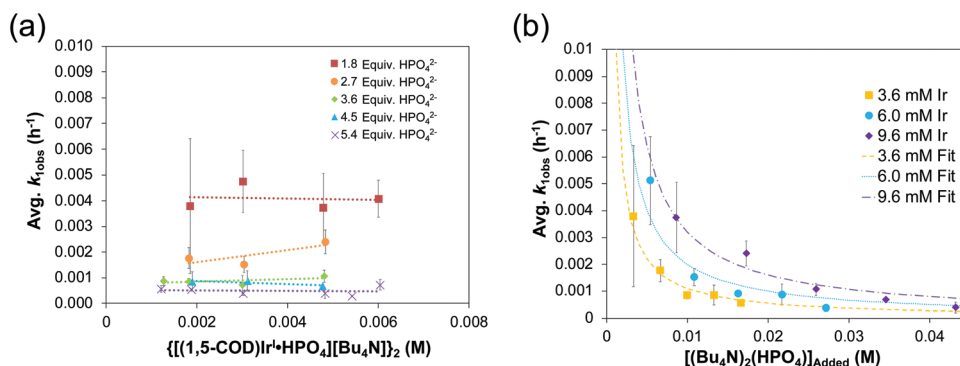 (a)
0.010
0.009
0.008
0.007
0.006
0.005
0.004
0.003
0.002
0.001
0.000
Avg. k1obs (h⁻¹)
1.8 Equiv. HPO₄²⁻
2.7 Equiv. HPO₄²⁻
3.6 Equiv. HPO₄²⁻
4.5 Equiv. HPO₄²⁻
5.4 Equiv. HPO₄²⁻
0.002 0.004 0.006 0.008
{[(1,5-COD)Irᴵ•HPO₄][Bu₄N]}₂ (M)
(b)
0.01
0.009
0.008
0.007
0.006
0.005
0.004
0.003
0.002
0.001
0
Avg. k1obs (h⁻¹)
3.6 mM Ir
6.0 mM Ir
9.6 mM Ir
3.6 mM Fit
6.0 mM Fit
9.6 mM Fit
0 0.01 0.02 0.03 0.04
[(Bu₄N)₂(HPO₄)]Added (M)